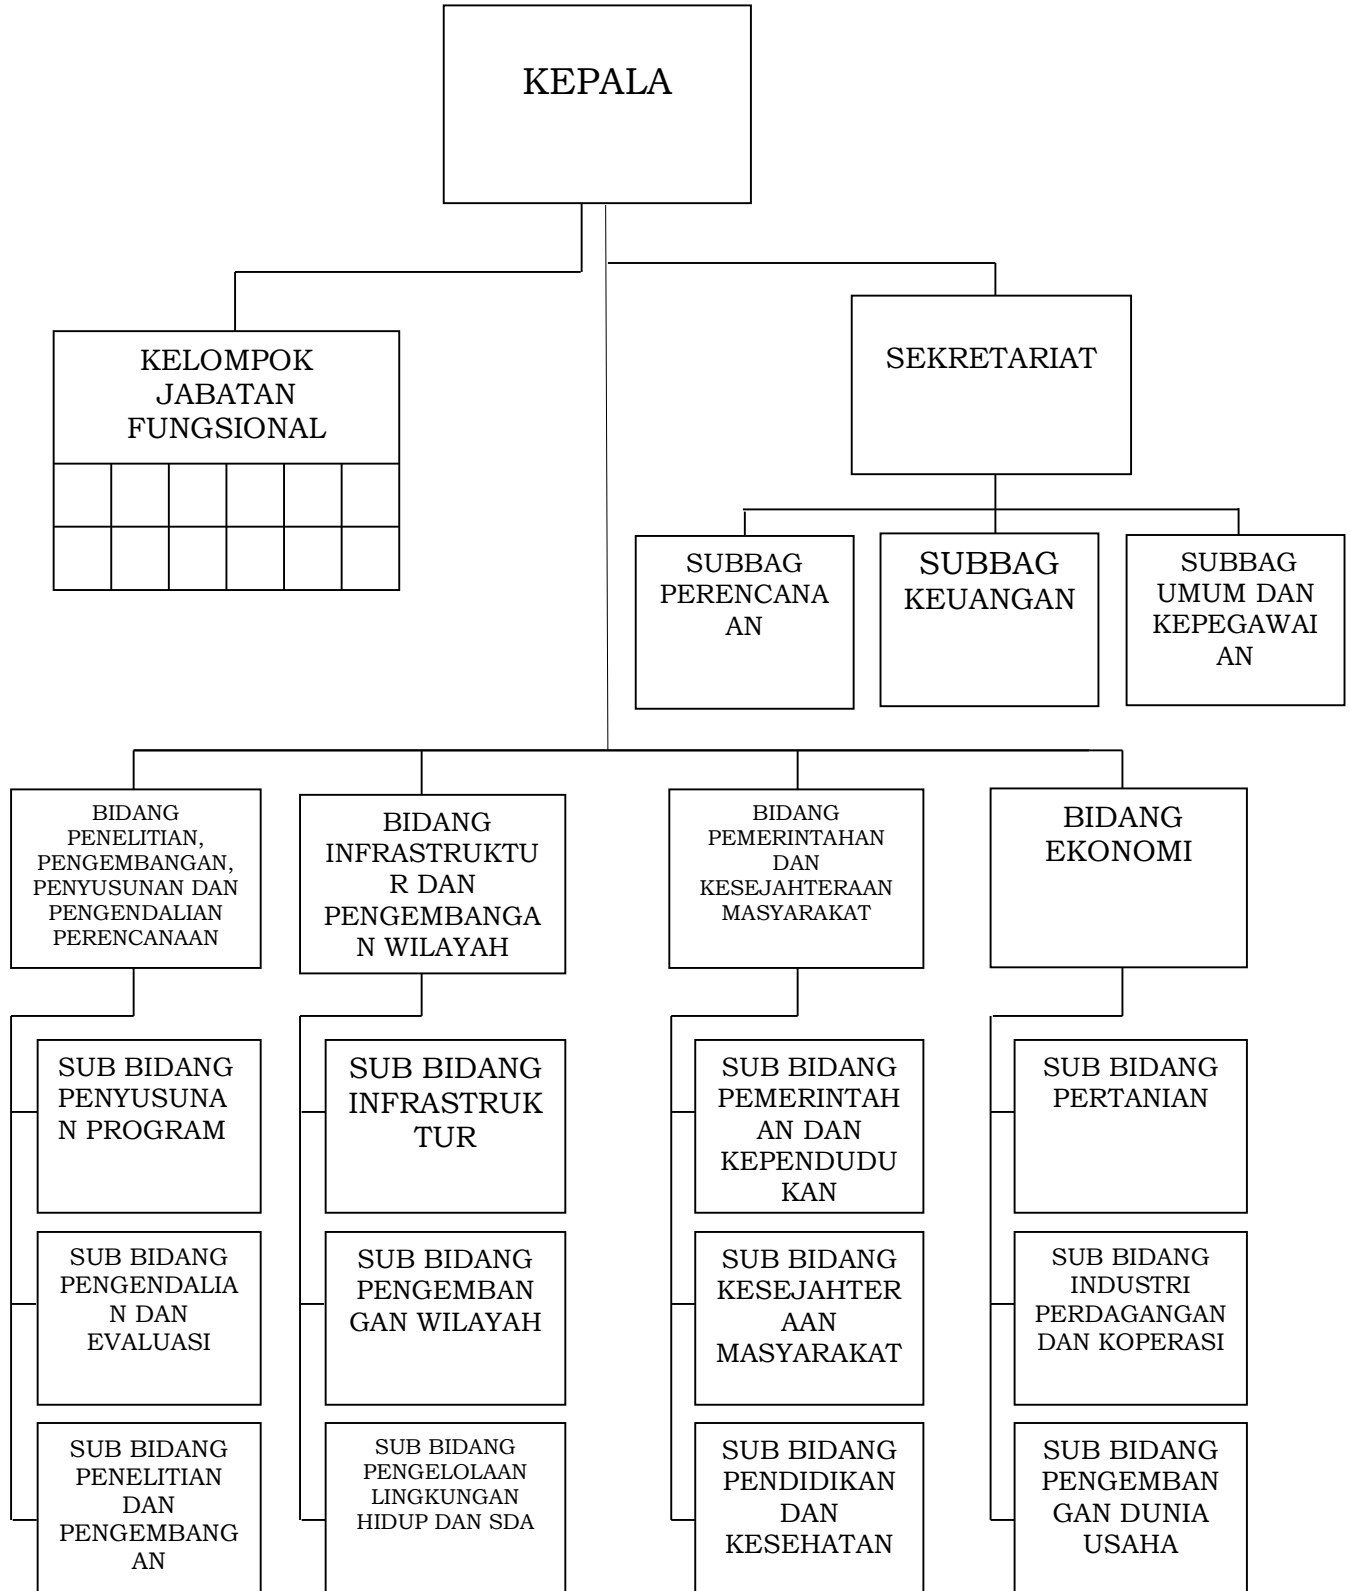 KEPALA
KELOMPOK
JABATAN
FUNGSIONAL
SEKRETARIAT
SUBBAG
PERENCANA
AN
SUBBAG
KEUANGAN
SUBBAG
UMUM DAN
KEPEGAWAI
AN
BIDANG
PENELITIAN,
PENGEMBANGAN,
PENYUSUNAN DAN
PENGENDALIAN
PERENCANAAN
BIDANG
INFRASTRUKTU
R DAN
PENGEMBANGA
N WILAYAH
BIDANG
PEMERINTAHAN
DAN
KESEJAHTERAAN
MASYARAKAT
BIDANG
EKONOMI
SUB BIDANG
PENYUSUNA
N PROGRAM
SUB BIDANG
INFRASTRUK
TUR
SUB BIDANG
PEMERINTAH
AN DAN
KEPENDUDU
KAN
SUB BIDANG
PERTANIAN
SUB BIDANG
PENGENDALIA
N DAN
EVALUASI
SUB BIDANG
PENGEMBAN
GAN WILAYAH
SUB BIDANG
KESEJAHTER
AAN
MASYARAKAT
SUB BIDANG
INDUSTRI
PERDAGANGAN
DAN KOPERASI
SUB BIDANG
PENELITIAN
DAN
PENGEMBANG
AN
SUB BIDANG
PENGELOLAAN
LINGKUNGAN
HIDUP DAN SDA
SUB BIDANG
PENDIDIKAN
DAN
KESEHATAN
SUB BIDANG
PENGEMBAN
GAN DUNIA
USAHA